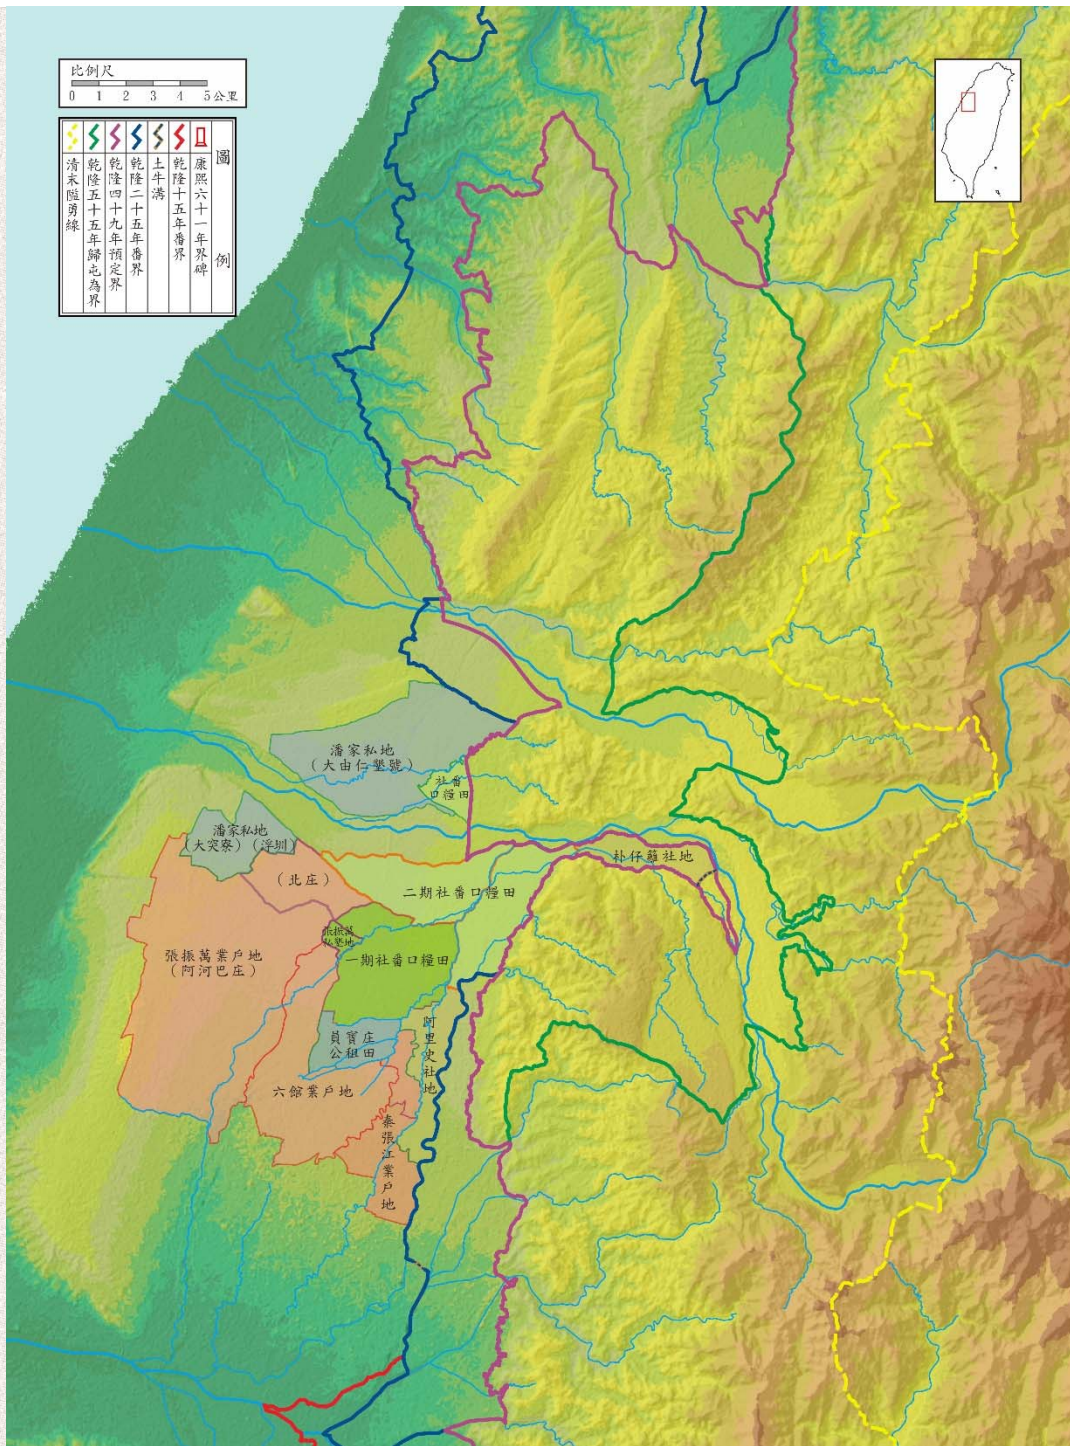 比例尺
0 1 2 3 4 5公里
圖例
康熙六十一年界碑
乾隆十五年番界
土牛溝
乾隆二十五年番界
乾隆四十九年預定界
乾隆五十五年歸屯為界
清末隘勇線
潘家私地
(大由仁墾號)
社番
口糧田
潘家私地
(大突寮)(浮圳)
(北庄)
朴仔籬社地
二期社番口糧田
張振萬
私墾地
張振萬業戶地
(阿河巴庄)
一期社番口糧田
員寶庄
公租田
阿里史社地
六館業戶地
秦張江業戶地